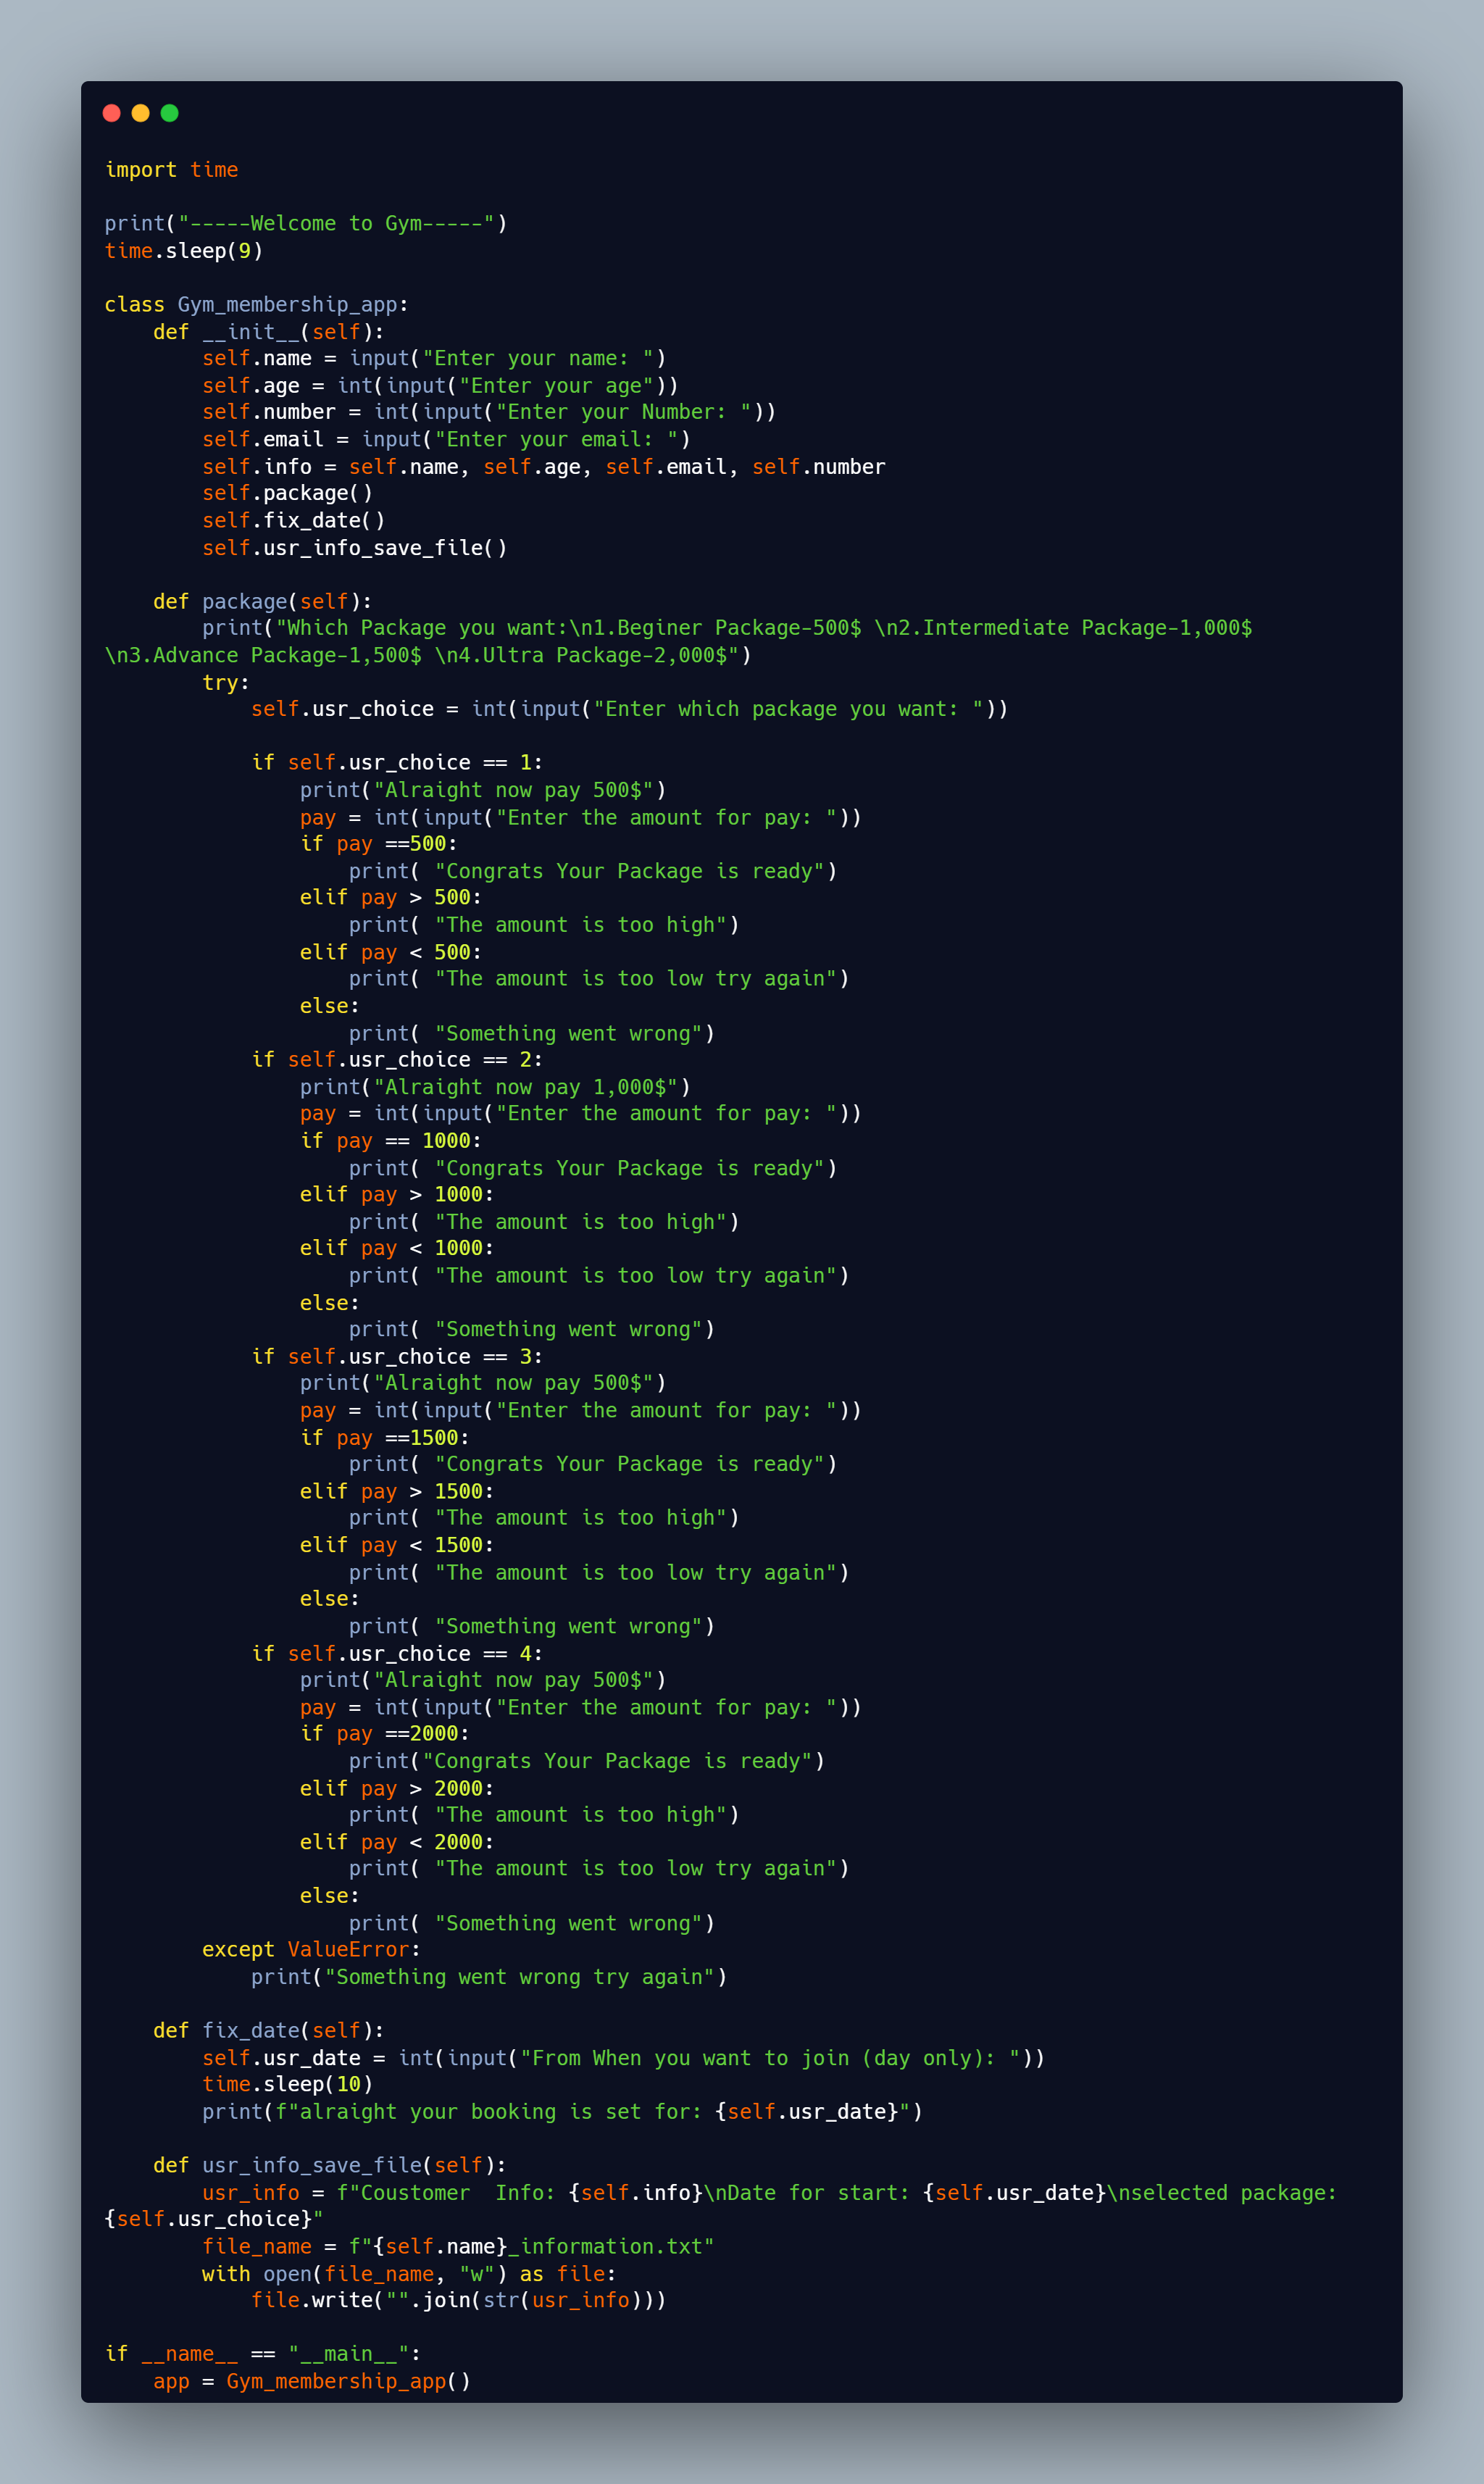 import time

print("-----Welcome to Gym-----")
time.sleep(9)

class Gym_membership_app:
    def __init__(self):
        self.name = input("Enter your name: ")
        self.age = int(input("Enter your age"))
        self.number = int(input("Enter your Number: "))
        self.email = input("Enter your email: ")
        self.info = self.name, self.age, self.email, self.number
        self.package()
        self.fix_date()
        self.usr_info_save_file()

    def package(self):
        print("Which Package you want:\n1.Beginer Package-500$ \n2.Intermediate Package-1,000$
\n3.Advance Package-1,500$ \n4.Ultra Package-2,000$")
        try:
            self.usr_choice = int(input("Enter which package you want: "))

            if self.usr_choice == 1:
                print("Alraight now pay 500$")
                pay = int(input("Enter the amount for pay: "))
                if pay ==500:
                    print( "Congrats Your Package is ready")
                elif pay > 500:
                    print( "The amount is too high")
                elif pay < 500:
                    print( "The amount is too low try again")
                else:
                    print( "Something went wrong")
            if self.usr_choice == 2:
                print("Alraight now pay 1,000$")
                pay = int(input("Enter the amount for pay: "))
                if pay == 1000:
                    print( "Congrats Your Package is ready")
                elif pay > 1000:
                    print( "The amount is too high")
                elif pay < 1000:
                    print( "The amount is too low try again")
                else:
                    print( "Something went wrong")
            if self.usr_choice == 3:
                print("Alraight now pay 500$")
                pay = int(input("Enter the amount for pay: "))
                if pay ==1500:
                    print( "Congrats Your Package is ready")
                elif pay > 1500:
                    print( "The amount is too high")
                elif pay < 1500:
                    print( "The amount is too low try again")
                else:
                    print( "Something went wrong")
            if self.usr_choice == 4:
                print("Alraight now pay 500$")
                pay = int(input("Enter the amount for pay: "))
                if pay ==2000:
                    print("Congrats Your Package is ready")
                elif pay > 2000:
                    print( "The amount is too high")
                elif pay < 2000:
                    print( "The amount is too low try again")
                else:
                    print( "Something went wrong")
        except ValueError:
            print("Something went wrong try again")

    def fix_date(self):
        self.usr_date = int(input("From When you want to join (day only): "))
        time.sleep(10)
        print(f"alraight your booking is set for: {self.usr_date}")

    def usr_info_save_file(self):
        usr_info = f"Coustomer  Info: {self.info}\nDate for start: {self.usr_date}\nselected package:
{self.usr_choice}"
        file_name = f"{self.name}_information.txt"
        with open(file_name, "w") as file:
            file.write("".join(str(usr_info)))

if __name__ == "__main__":
    app = Gym_membership_app()